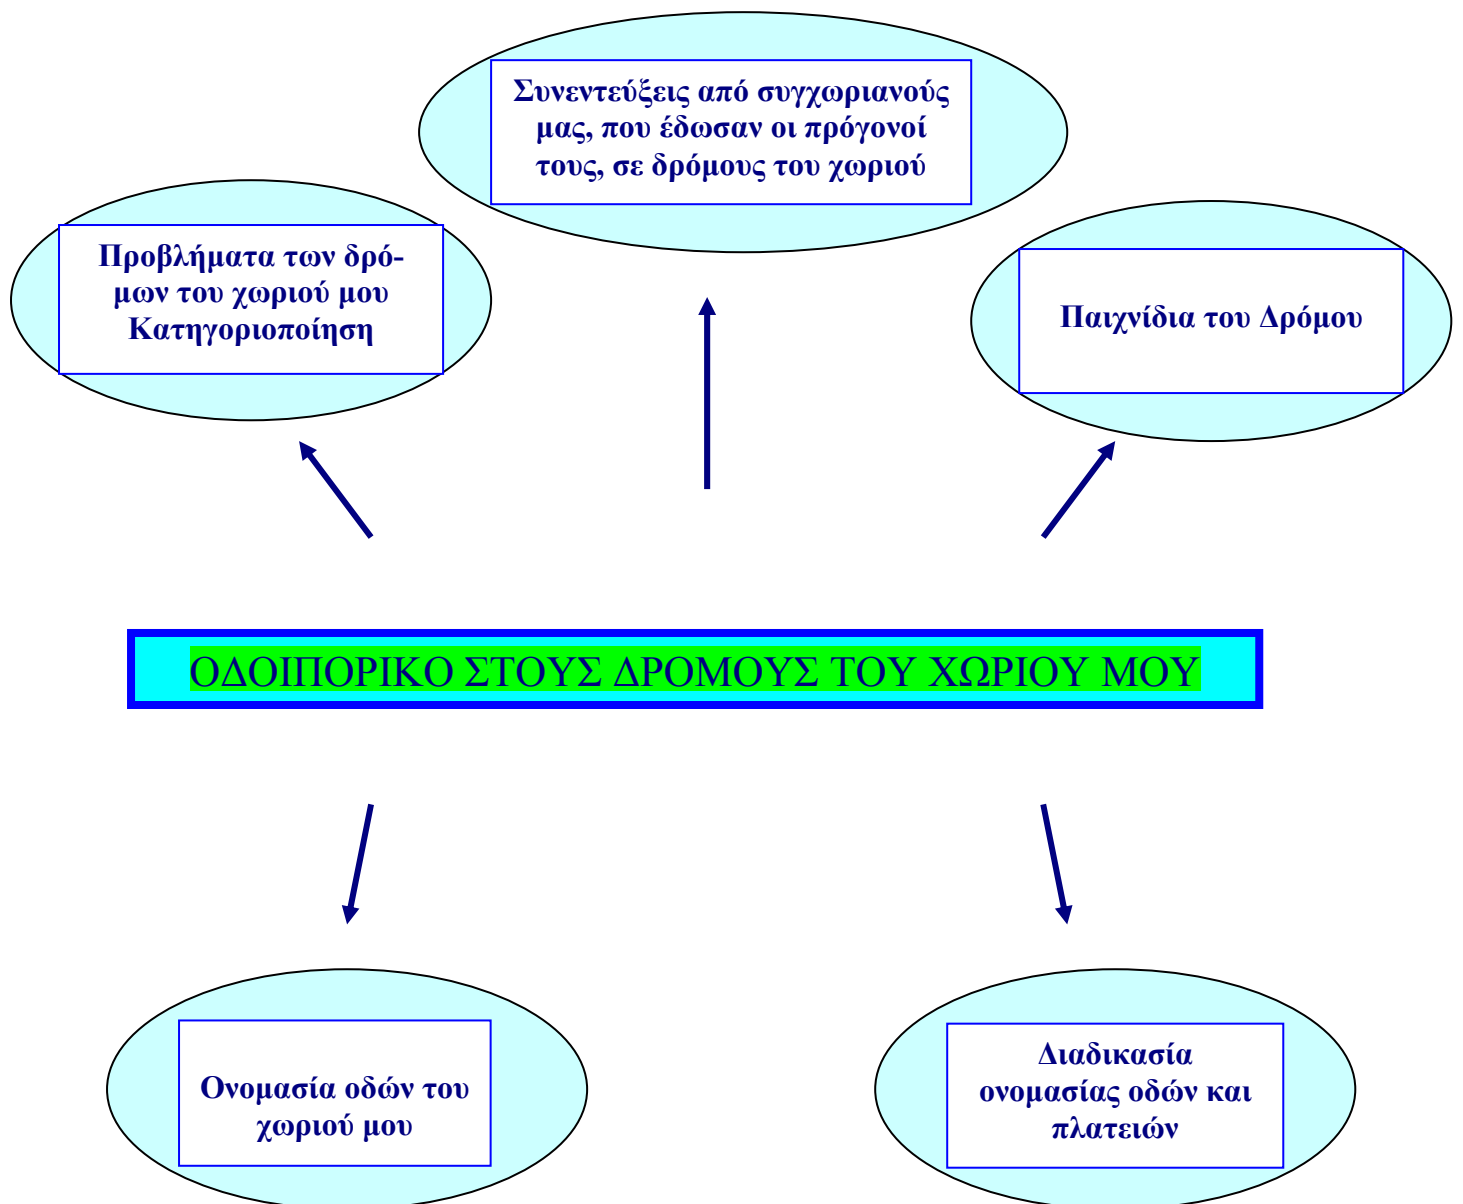 Συνεντεύξεις από συγχωριανούς
μας, που έδωσαν οι πρόγονοί
τους, σε δρόμους του χωριού
Προβλήματα των δρό-
μων του χωριού μου
Κατηγοριοποίηση
Παιχνίδια του Δρόμου
ΟΔΟΙΠΟΡΙΚΟ ΣΤΟΥΣ ΔΡΟΜΟΥΣ ΤΟΥ ΧΩΡΙΟΥ ΜΟΥ
Ονομασία οδών του
χωριού μου
Διαδικασία
ονομασίας οδών και
πλατειών